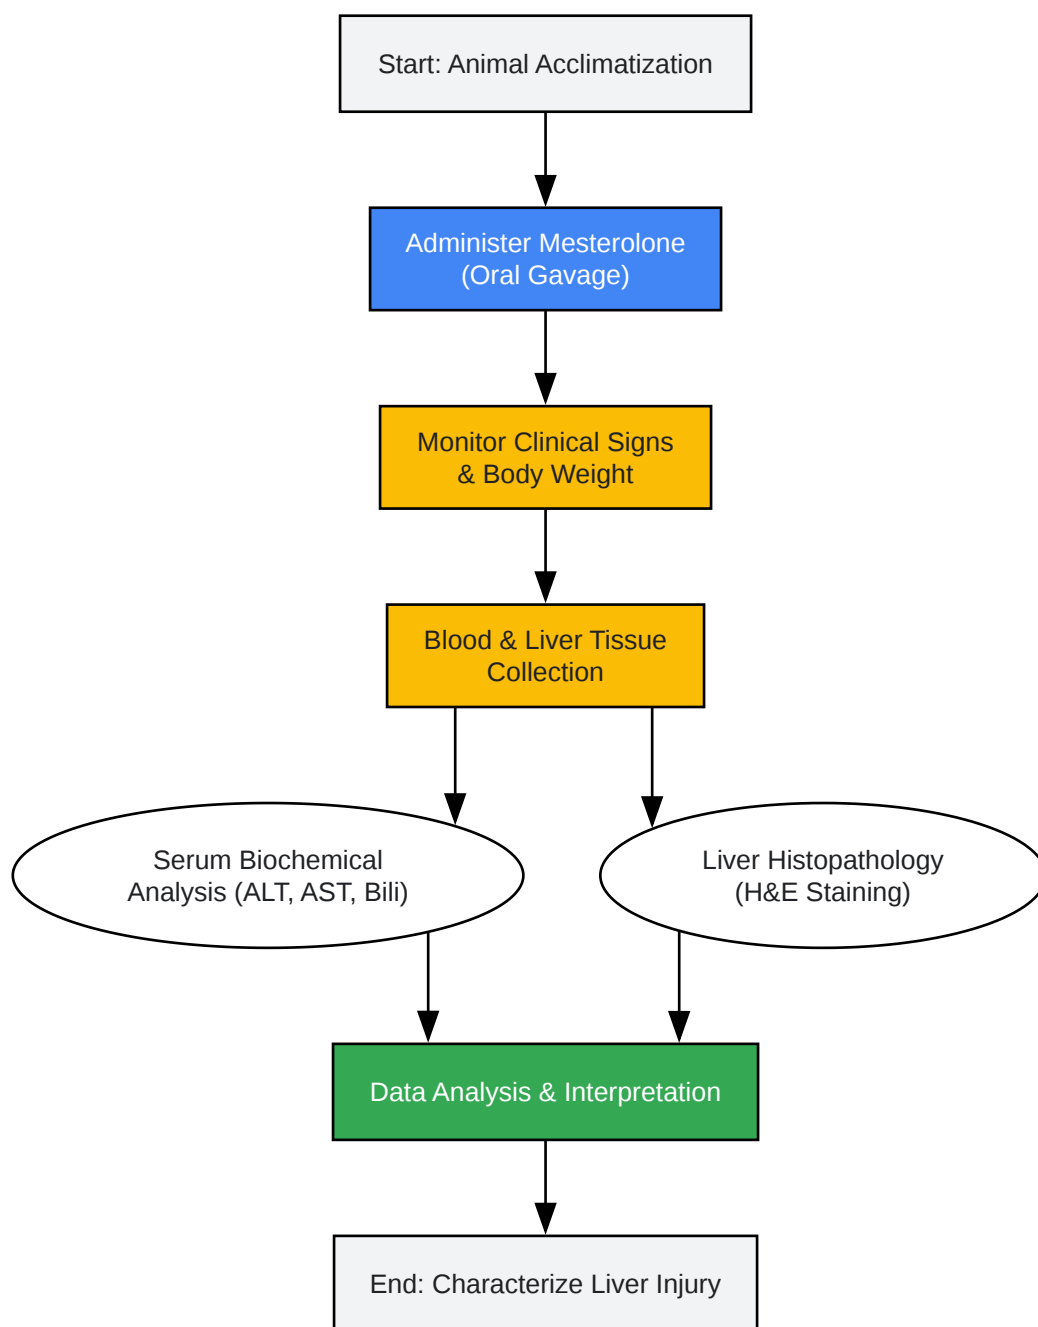 Start: Animal Acclimatization
Administer Mesterolone
(Oral Gavage)
Monitor Clinical Signs
& Body Weight
Blood & Liver Tissue
Collection
Serum Biochemical
Analysis (ALT, AST, Bili)
Liver Histopathology
(H&E Staining)
Data Analysis & Interpretation
End: Characterize Liver Injury